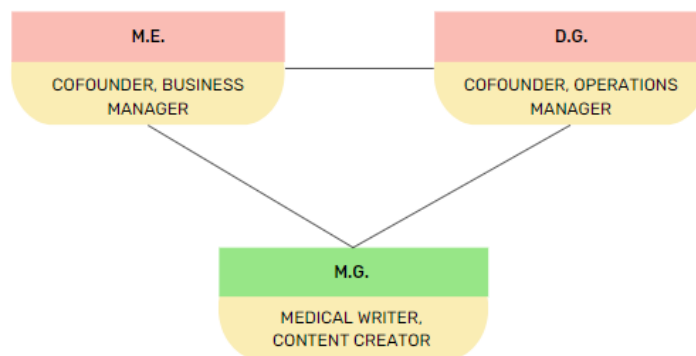 M.E.
COFOUNDER, BUSINESS
MANAGER
D.G.
COFOUNDER, OPERATIONS
MANAGER
M.G.
MEDICAL WRITER,
CONTENT CREATOR